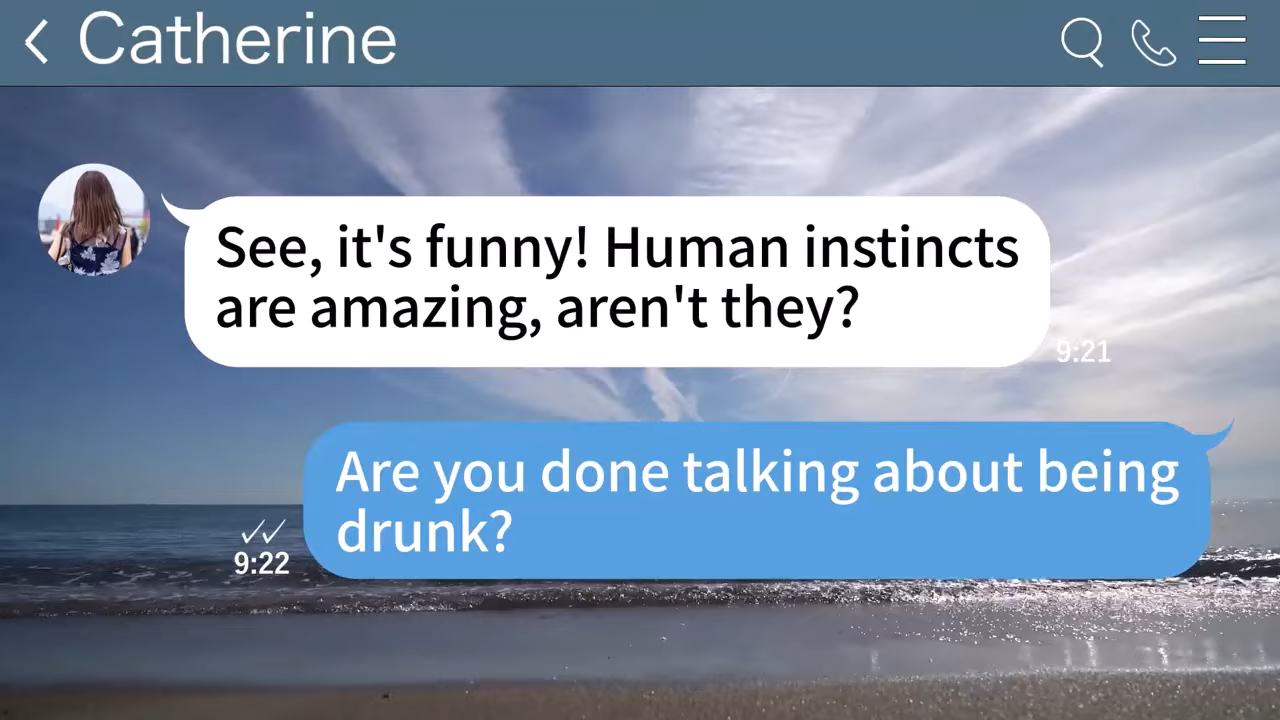 Catherine
See, it's funny! Human instincts
are amazing, aren't they?
9:21
Are you done talking about being
drunk?
9:22